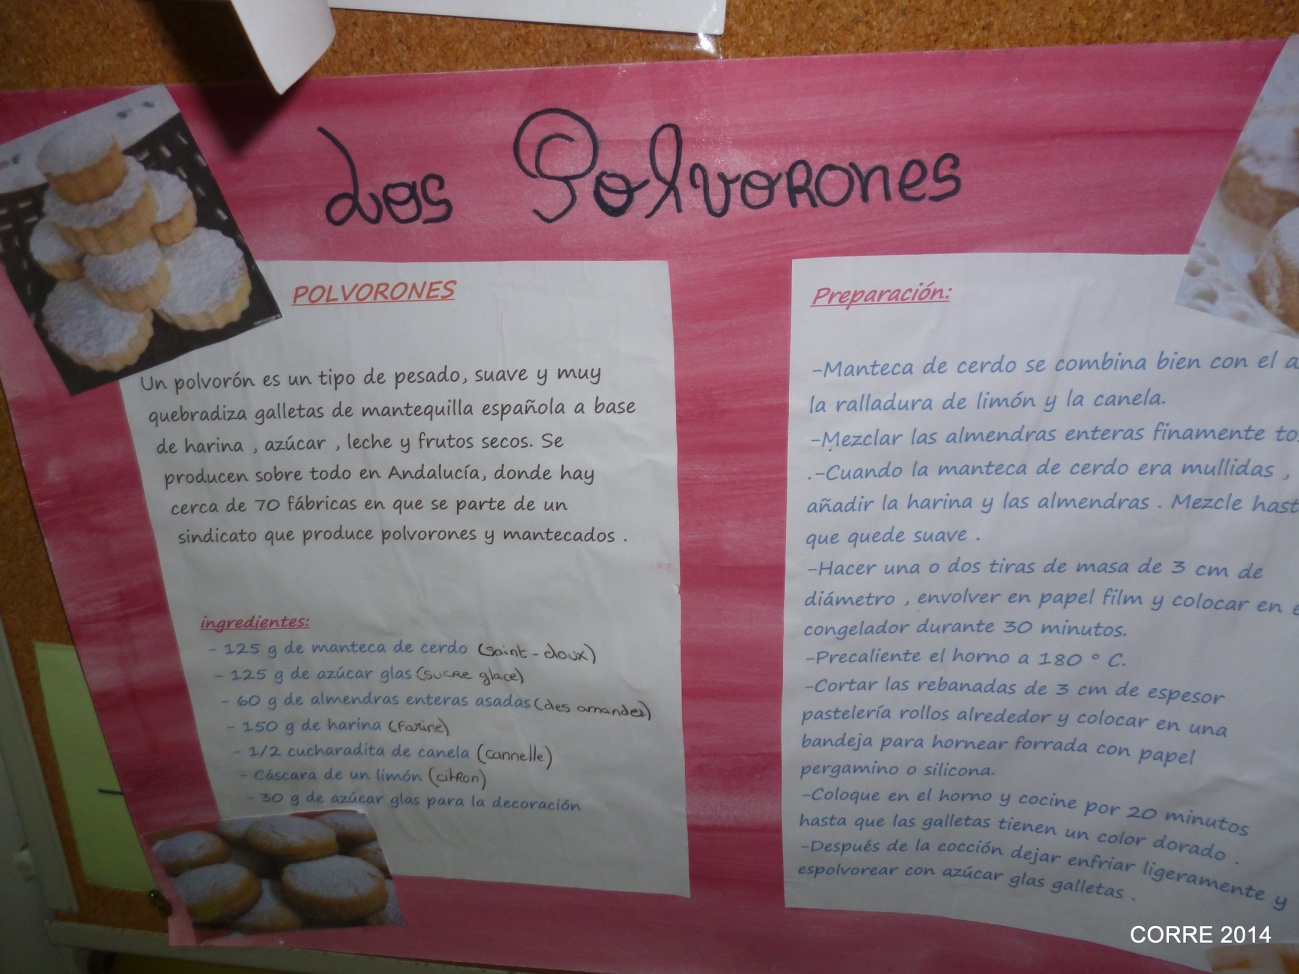 Los Polvorones
POLVORONES
Un polvorón es un tipo de pesado, suave y muy
quebradiza galletas de mantequilla española a base
de harina , azúcar , leche y frutos secos. Se
producen sobre todo en Andalucía, donde hay
cerca de 70 fábricas en que se parte de un
sindicato que produce polvorones y mantecados .
ingredientes:
- 125 g de manteca de cerdo (saint-doux)
- 125 g de azúcar glas (sucre glace)
- 60 g de almendras enteras asadas (des amandes)
- 150 g de harina (farine)
- 1/2 cucharadita de canela (cannelle)
- Cáscara de un limón (citron)
- 30 g de azúcar glas para la decoración
Preparación:
-Manteca de cerdo se combina bien con el
la ralladura de limón y la canela.
-Mezclar las almendras enteras finamente
.-Cuando la manteca de cerdo era mullidas ,
añadir la harina y las almendras . Mezcle hast
que quede suave .
-Hacer una o dos tiras de masa de 3 cm de
diámetro , envolver en papel film y colocar en
congelador durante 30 minutos.
-Precaliente el horno a 180 ° C.
-Cortar las rebanadas de 3 cm de espesor
pastelería rollos alrededor y colocar en una
bandeja para hornear forrada con papel
pergamino o silicona.
-Coloque en el horno y cocine por 20 minutos
hasta que las galletas tienen un color dorado .
-Después de la cocción dejar enfriar ligeramente y
espolvorear con azúcar glas galletas .
CORRE 2014